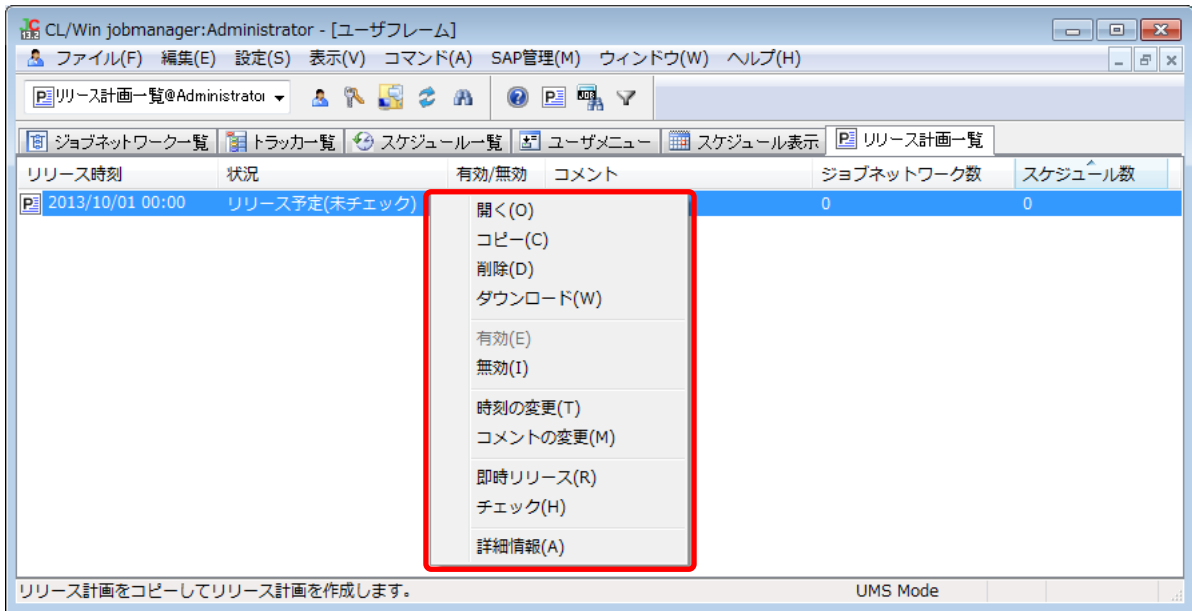 CL/Win jobmanager:Administrator - [ユーザフレーム]
ファイル(F) 編集(E) 設定(S) 表示(V) コマンド(A) SAP管理(M) ウィンドウ(W) ヘルプ(H)
リリース計画一覧@Administrator
ジョブネットワーク一覧 トラッカ一覧 スケジュール一覧 ユーザメニュー スケジュール表示 リリース計画一覧
リリース時刻 状況 有効/無効 コメント ジョブネットワーク数 スケジュール数
2013/10/01 00:00 リリース予定(未チェック) 0 0
開く(O)
コピー(C)
削除(D)
ダウンロード(W)
有効(E)
無効(I)
時刻の変更(T)
コメントの変更(M)
即時リリース(R)
チェック(H)
詳細情報(A)
リリース計画をコピーしてリリース計画を作成します。 UMS Mode